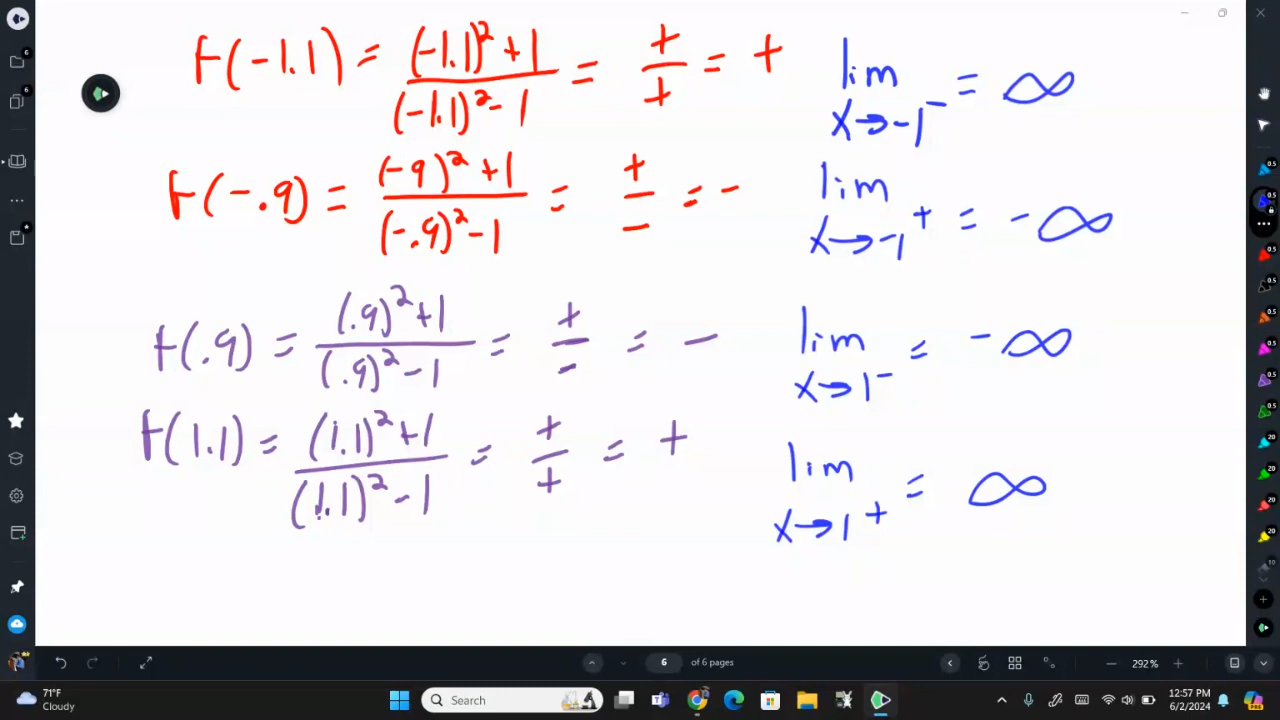 f(-1.1) = ((-1.1)²+1)/((-1.1)²-1) = +/+ = + lim x→-1⁻ = ∞
f(-.9) = ((-9)²+1)/((-.9)²-1) = +/- = - lim x→-1⁺ = -∞
f(.9) = ((.9)²+1)/((.9)²-1) = +/- = - lim x→1⁻ = -∞
f(1.1) = ((1.1)²+1)/((1.1)²-1) = +/+ = + lim x→1⁺ = ∞
6 of 6 pages
292%
71°F
Cloudy
Search
12:57 PM
6/2/2024